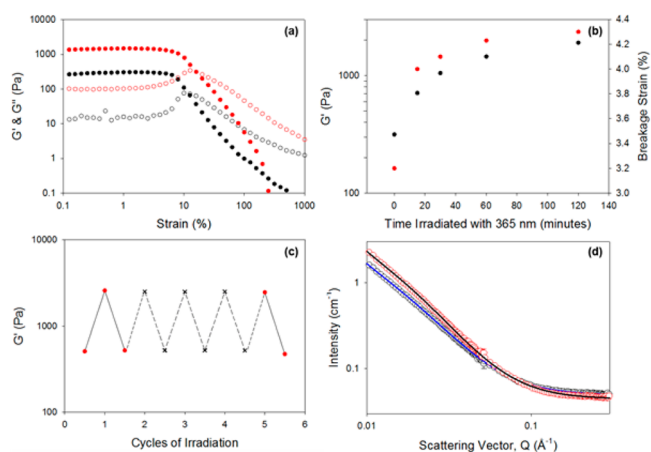 (a)
10000
1000
100
10
1
0.1
G' & G'' (Pa)
0.1 1 10 100 1000
Strain (%)
(b)
1000
100
G' (Pa)
4.4
4.2
4.0
3.8
3.6
3.4
3.2
3.0
Breakage Strain (%)
0 20 40 60 80 100 120 140
Time Irradiated with 365 nm (minutes)
(c)
10000
1000
100
G' (Pa)
0 1 2 3 4 5 6
Cycles of Irradiation
(d)
1
0.1
Intensity (cm⁻¹)
0.01 0.1
Scattering Vector, Q (Å⁻¹)